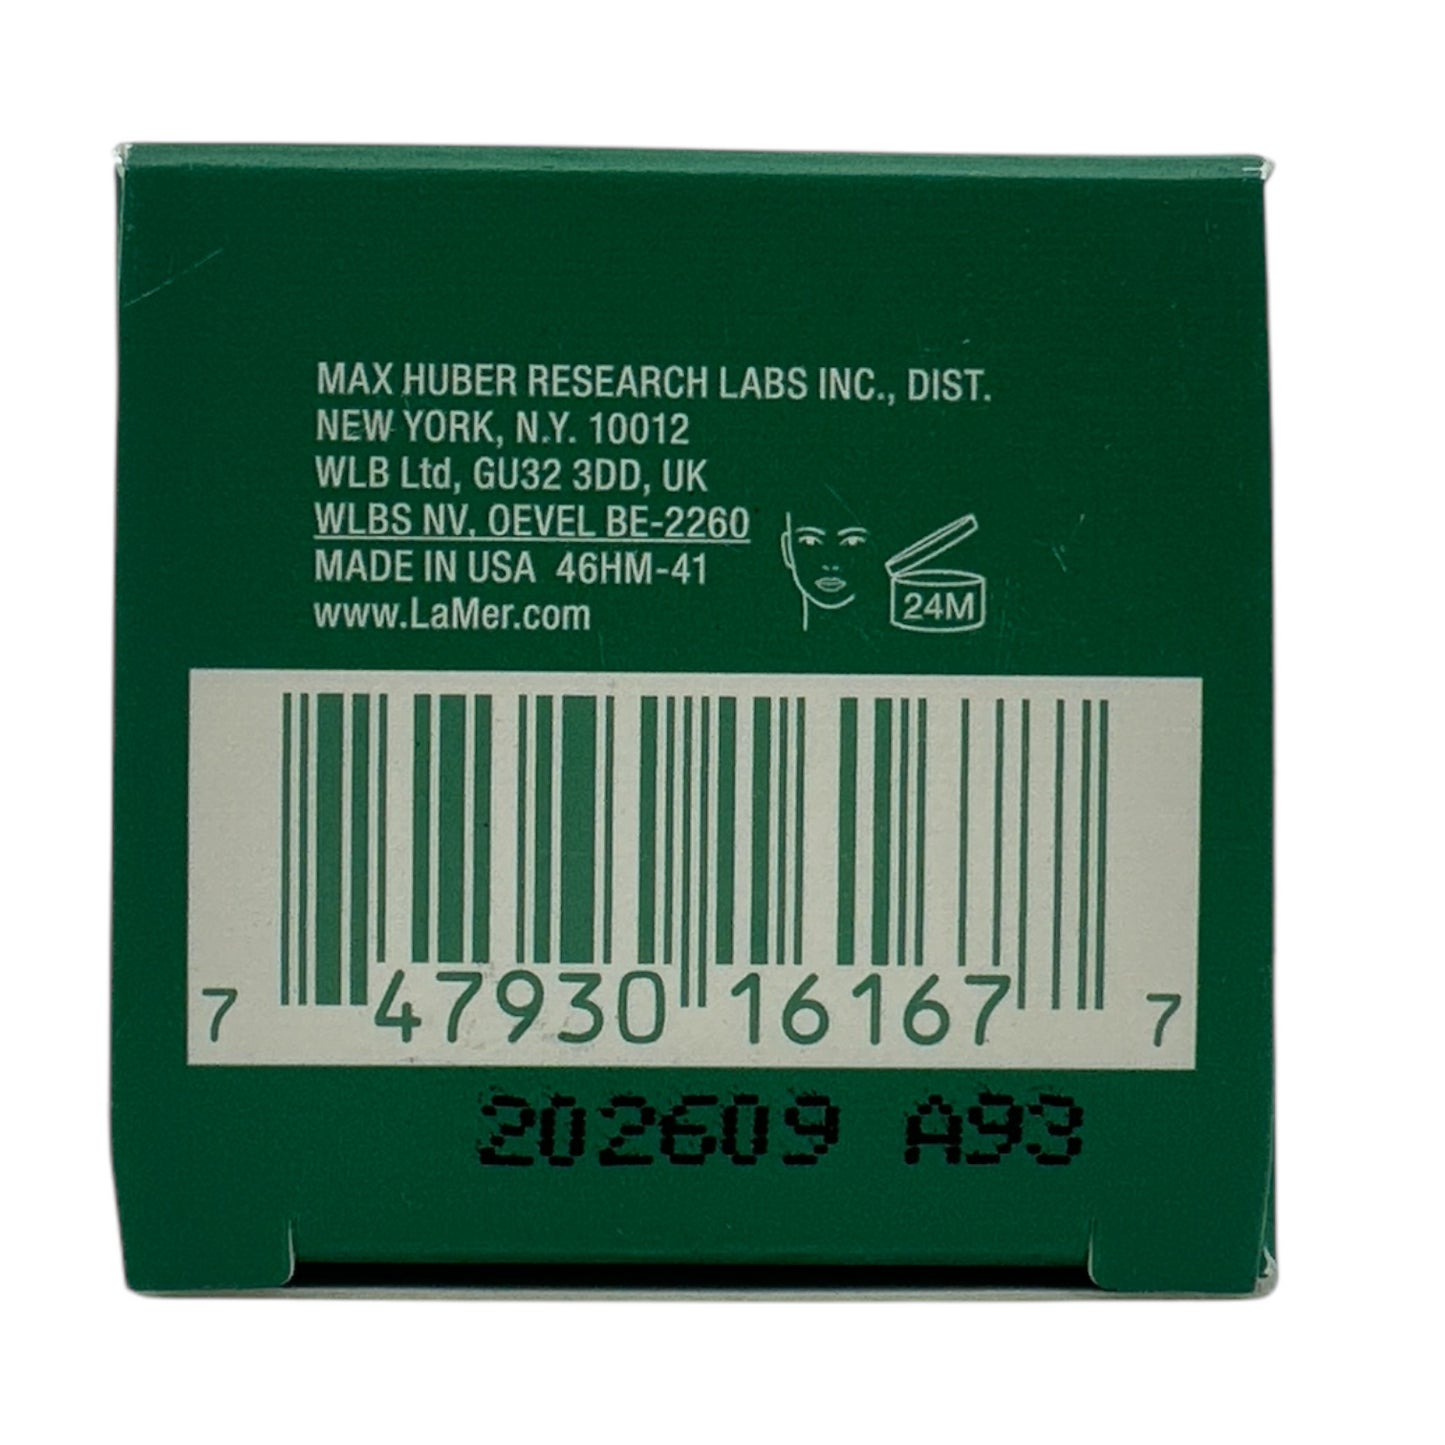 MAX HUBER RESEARCH LABS INC., DIST.
NEW YORK, N.Y. 10012
WLB Ltd, GU32 3DD, UK
WLBS NV, OEVEL BE-2260
MADE IN USA 46HM-41
www.LaMer.com
24M
7 47930 16167 7
202609 A93